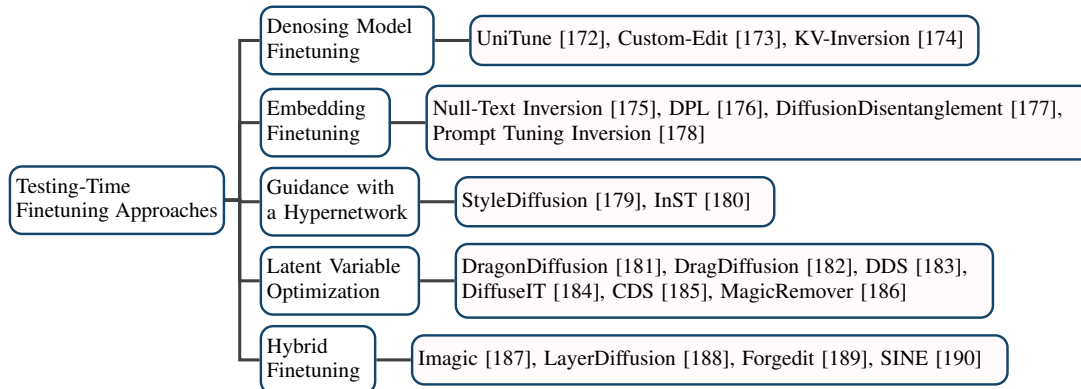 Denosing Model
Finetuning
UniTune [172], Custom-Edit [173], KV-Inversion [174]
Embedding
Finetuning
Null-Text Inversion [175], DPL [176], DiffusionDisentanglement [177],
Prompt Tuning Inversion [178]
Testing-Time
Finetuning Approaches
Guidance with
a Hypernetwork
StyleDiffusion [179], InST [180]
Latent Variable
Optimization
DragonDiffusion [181], DragDiffusion [182], DDS [183],
DiffuseIT [184], CDS [185], MagicRemover [186]
Hybrid
Finetuning
Imagic [187], LayerDiffusion [188], Forgedit [189], SINE [190]